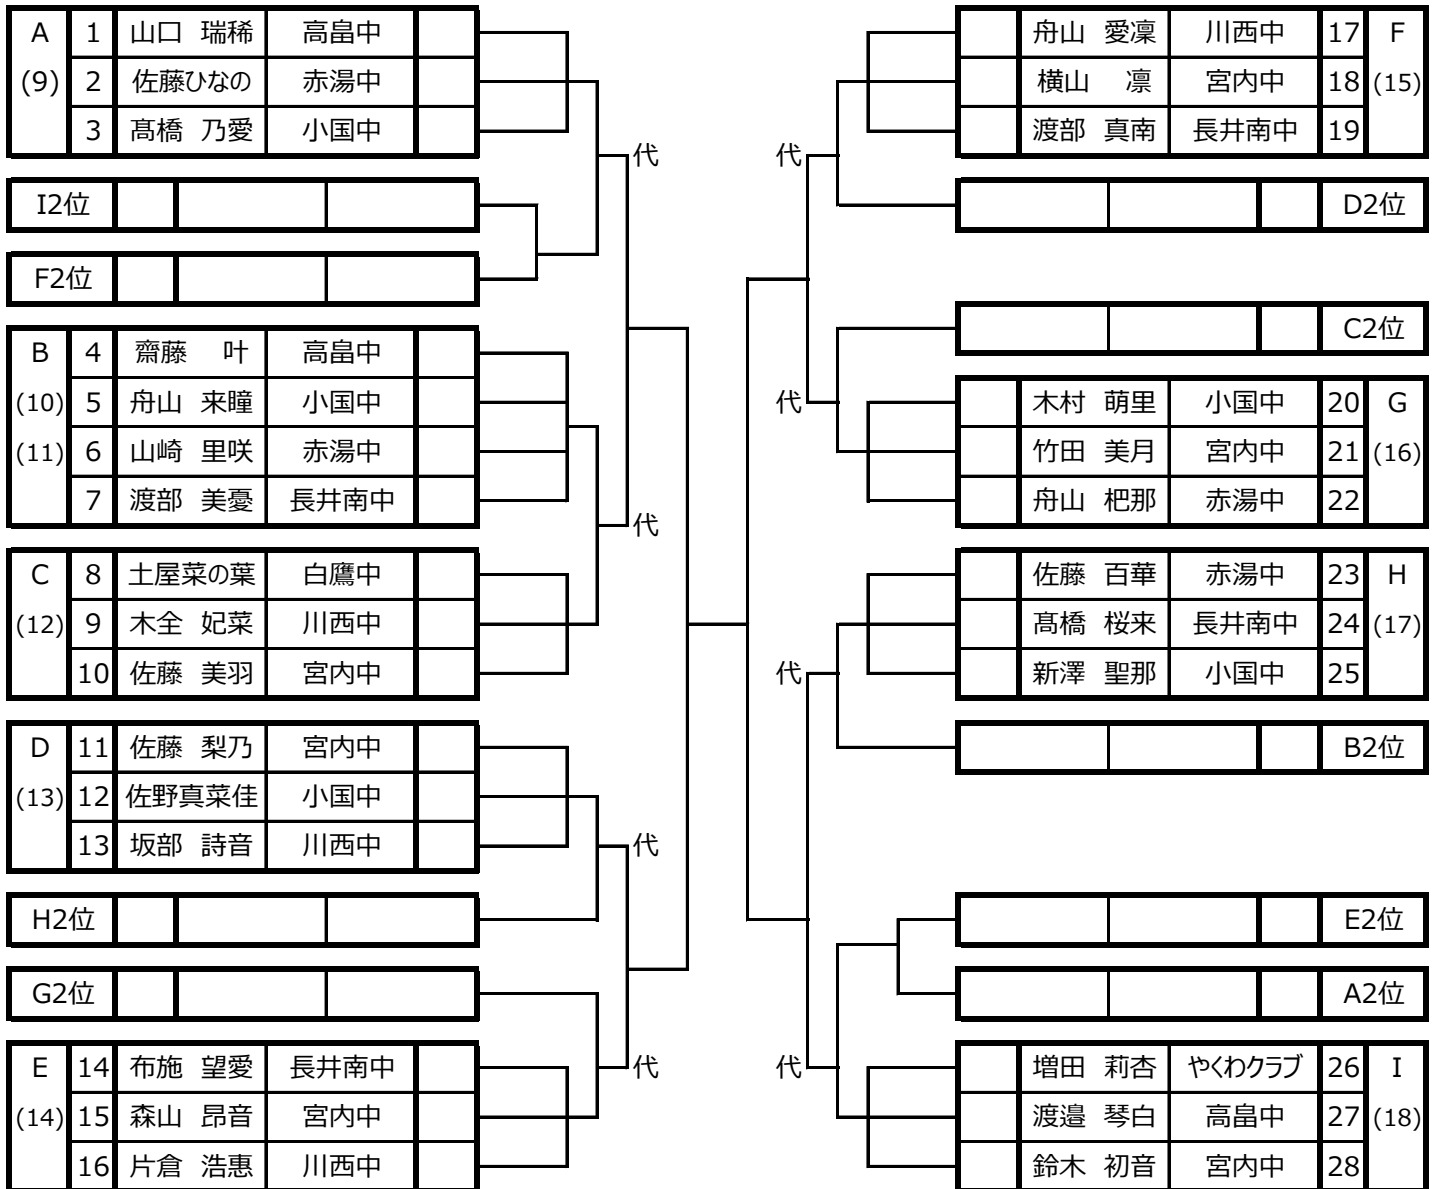 A 1 山口 瑞稀 高畠中
(9) 2 佐藤ひなの 赤湯中
3 髙橋 乃愛 小国中
代
I2位
F2位
B 4 齋藤 叶 高畠中
(10) 5 舟山 来瞳 小国中
(11) 6 山崎 里咲 赤湯中
7 渡部 美憂 長井南中
代
C 8 土屋菜の葉 白鷹中
(12) 9 木全 妃菜 川西中
10 佐藤 美羽 宮内中
D 11 佐藤 梨乃 宮内中
(13) 12 佐野真菜佳 小国中
13 坂部 詩音 川西中
代
H2位
G2位
E 14 布施 望愛 長井南中
代
(14) 15 森山 昂音 宮内中
16 片倉 浩惠 川西中
舟山 愛凜 川西中 17 F
横山 凛 宮内中 18 (15)
渡部 真南 長井南中 19
代
D2位
C2位
代
木村 萌里 小国中 20 G
竹田 美月 宮内中 21 (16)
舟山 杷那 赤湯中 22
佐藤 百華 赤湯中 23 H
髙橋 桜来 長井南中 24 (17)
新澤 聖那 小国中 25
代
B2位
E2位
A2位
代
増田 莉杏 やくわクラブ 26 I
渡邉 琴白 高畠中 27 (18)
鈴木 初音 宮内中 28